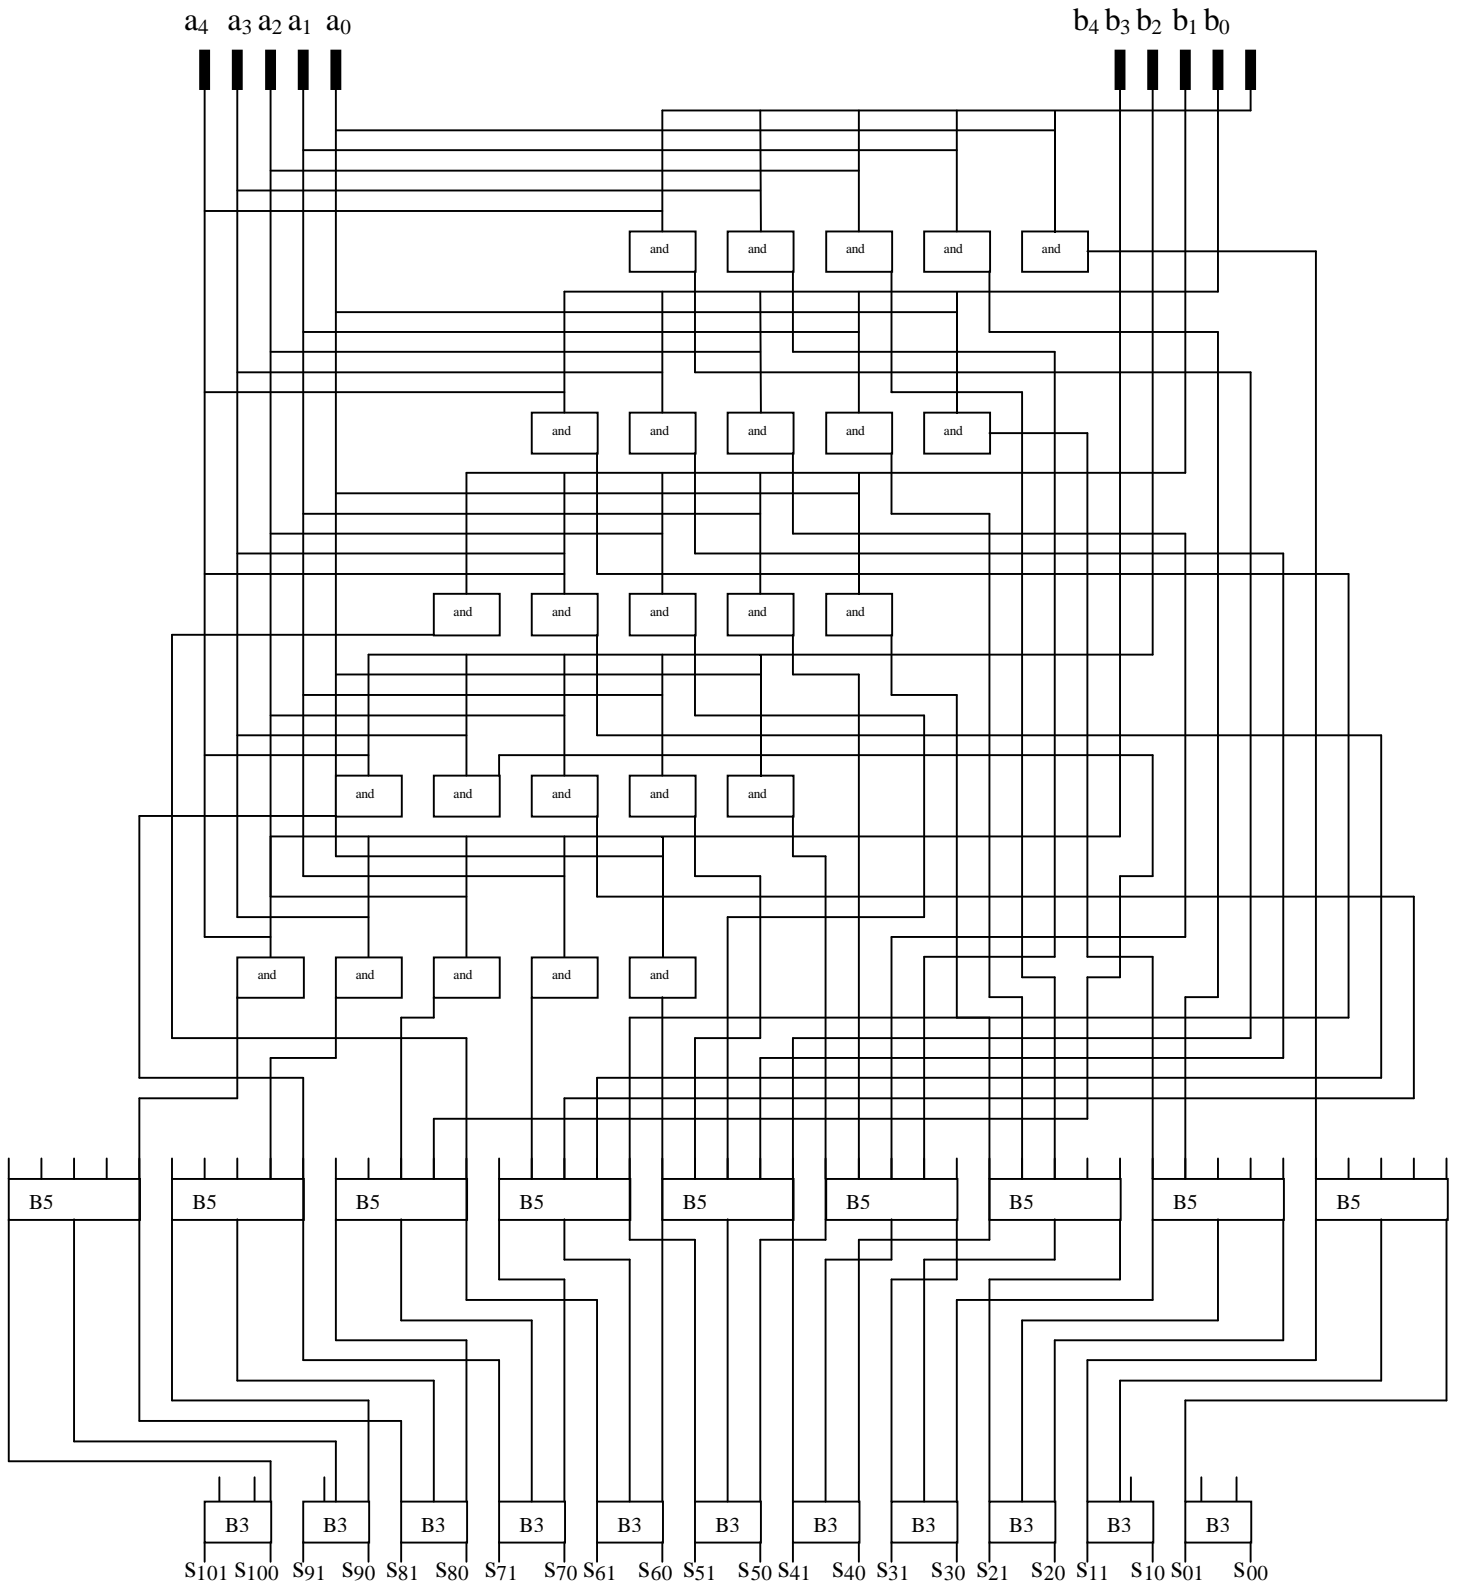 a4 a3 a2 a1 a0 b4 b3 b2 b1 b0
and and and and and
and and and and and
and and and and and
and and and and and
and and and and and
B5 B5 B5 B5 B5 B5 B5 B5 B5
B3 B3 B3 B3 B3 B3 B3 B3 B3 B3 B3
s101 s100 s91 s90 s81 s80 s71 s70 s61 s60 s51 s50 s41 s40 s31 s30 s21 s20 s11 s10 s01 s00